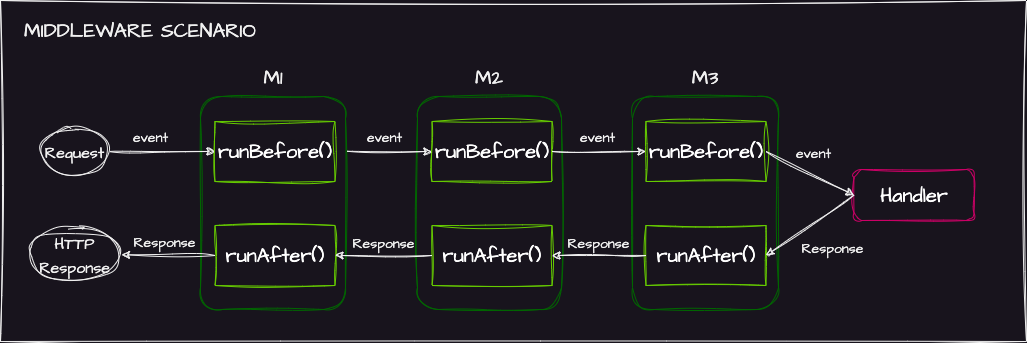 MIDDLEWARE SCENARIO
M1
M2
M3
event
event
event
event
Request
runBefore()
runBefore()
runBefore()
Handler
Response
Response
Response
Response
HTTP
Response
runAfter()
runAfter()
runAfter()